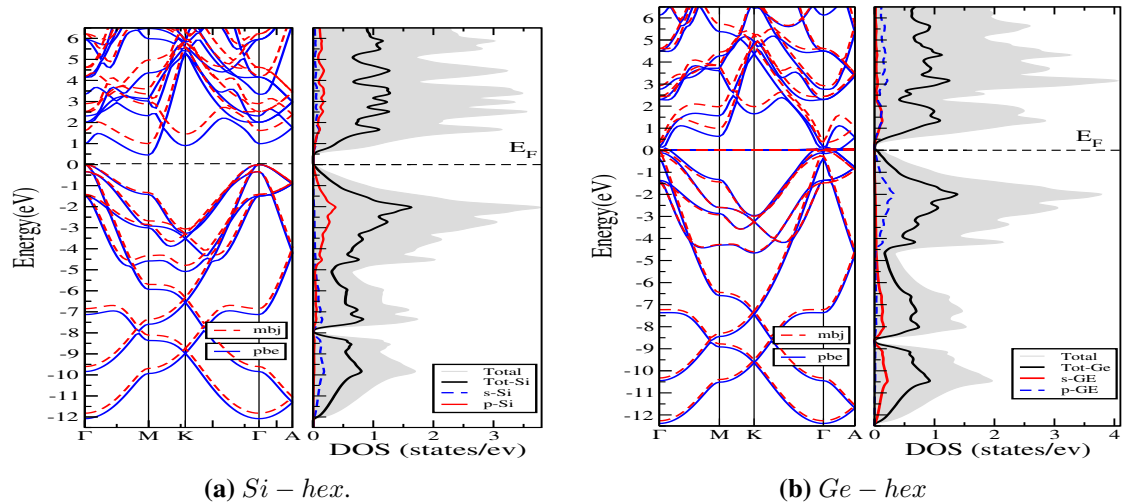 6
5
4
3
2
1
0
-1
-2
-3
-4
-5
-6
-7
-8
-9
-10
-11
-12
Energy(eV)
Γ M K Γ A
mbj
pbe
E_F
Total
Tot-Si
s-Si
p-Si
0 1 2 3
DOS (states/ev)
(a) Si − hex.
6
5
4
3
2
1
0
-1
-2
-3
-4
-5
-6
-7
-8
-9
-10
-11
-12
Energy(eV)
Γ M K Γ A
mbj
pbe
E_F
Total
Tot-Ge
s-GE
p-GE
0 1 2 3 4
DOS (states/ev)
(b) Ge − hex